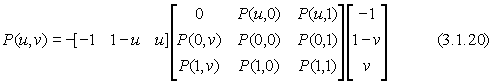 P(u,v) = -[-1 1-u u] [0 P(u,0) P(u,1); P(0,v) P(0,0) P(0,1); P(1,v) P(1,0) P(1,1)] [-1; 1-v; v] (3.1.20)